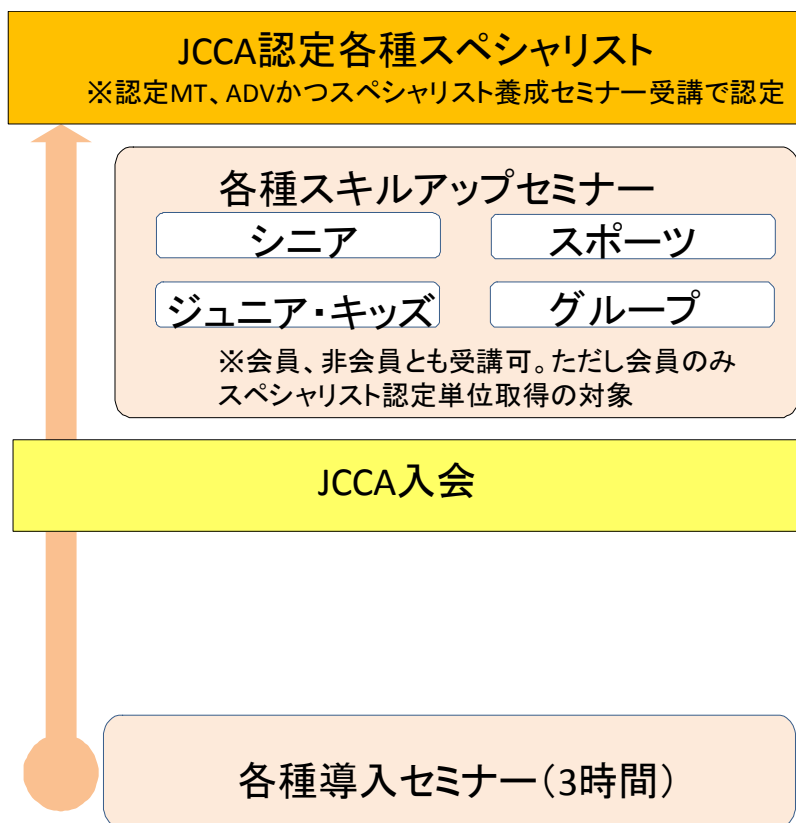 JCCA認定各種スペシャリスト
※認定MT、ADVかつスペシャリスト養成セミナー受講で認定
各種スキルアップセミナー
シニア
スポーツ
ジュニア・キッズ
グループ
※会員、非会員とも受講可。ただし会員のみ
スペシャリスト認定単位取得の対象
JCCA入会
各種導入セミナー(3時間)